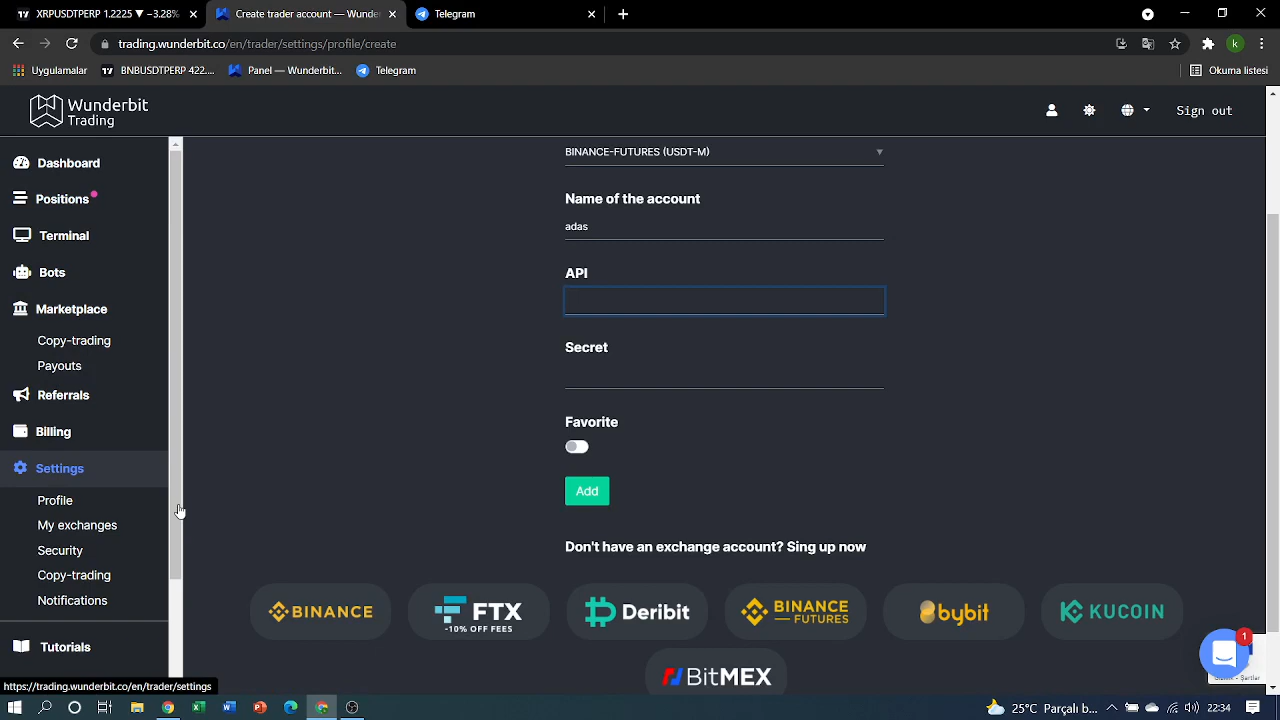 XRPUSDTPERP 1.2225 ▼ −3.28%
Create trader account — Wunde
Telegram
trading.wunderbit.co/en/trader/settings/profile/create
Uygulamalar
BNBUSDTPERP 422...
Panel — Wunderbit...
Telegram
Okuma listesi
k
Wunderbit
Trading
Sign out
Dashboard
Positions
Terminal
Bots
Marketplace
Copy-trading
Payouts
Referrals
Billing
Settings
Profile
My exchanges
Security
Copy-trading
Notifications
Tutorials
BINANCE-FUTURES (USDT-M)
Name of the account
adas
API
Secret
Favorite
Add
Don't have an exchange account? Sing up now
BINANCE
FTX
-10% OFF FEES
Deribit
BINANCE
FUTURES
bybit
KUCOIN
BitMEX
1
Şartlar
https://trading.wunderbit.co/en/trader/settings
25°C Parçalı b...
22:34